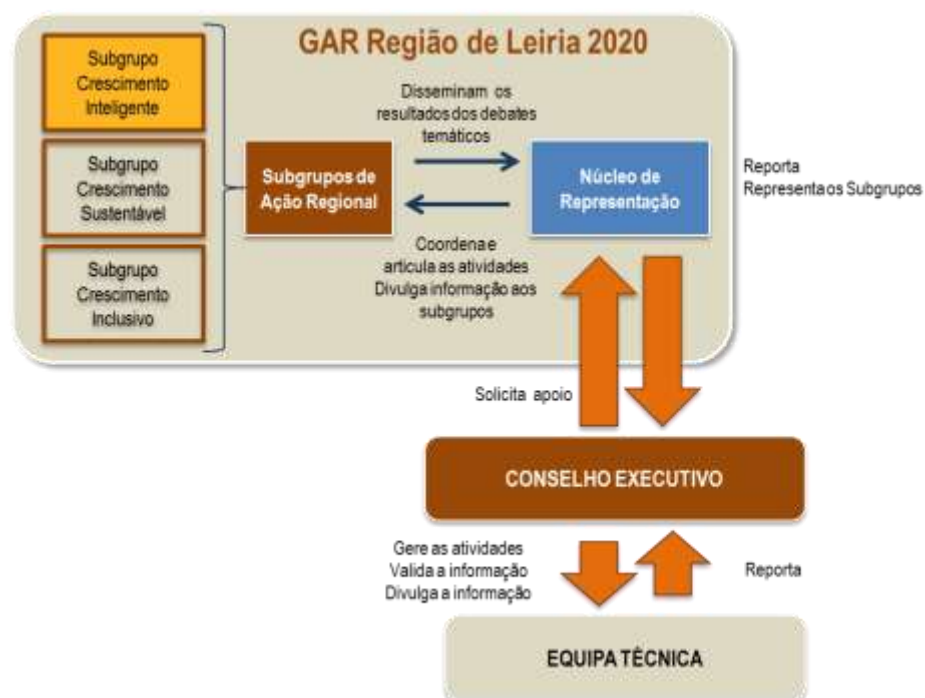 GAR Região de Leiria 2020
Subgrupo
Crescimento
Inteligente
Subgrupo
Crescimento
Sustentável
Subgrupo
Crescimento
Inclusivo
Subgrupos de
Ação Regional
Disseminam os
resultados dos debates
temáticos
Coordena e
articula as atividades
Divulga informação aos
subgrupos
Núcleo de
Representação
Reporta
Representa os Subgrupos
Solicita apoio
CONSELHO EXECUTIVO
Gere as atividades
Valida a informação
Divulga a informação
Reporta
EQUIPA TÊCNICA